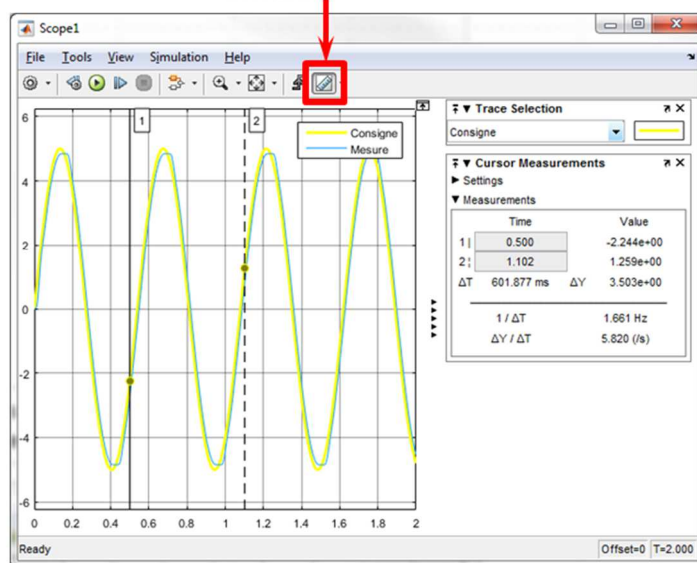 Scope1
File Tools View Simulation Help
6
4
2
0
-2
-4
-6
1
2
Consigne
Mesure
0 0.2 0.4 0.6 0.8 1 1.2 1.4 1.6 1.8 2
Trace Selection
Consigne
Cursor Measurements
Settings
Measurements
Time Value
1 | 0.500 -2.244e+00
2 ¦ 1.102 1.259e+00
ΔT 601.877 ms ΔY 3.503e+00
1 / ΔT 1.661 Hz
ΔY / ΔT 5.820 (/s)
Ready Offset=0 T=2.000